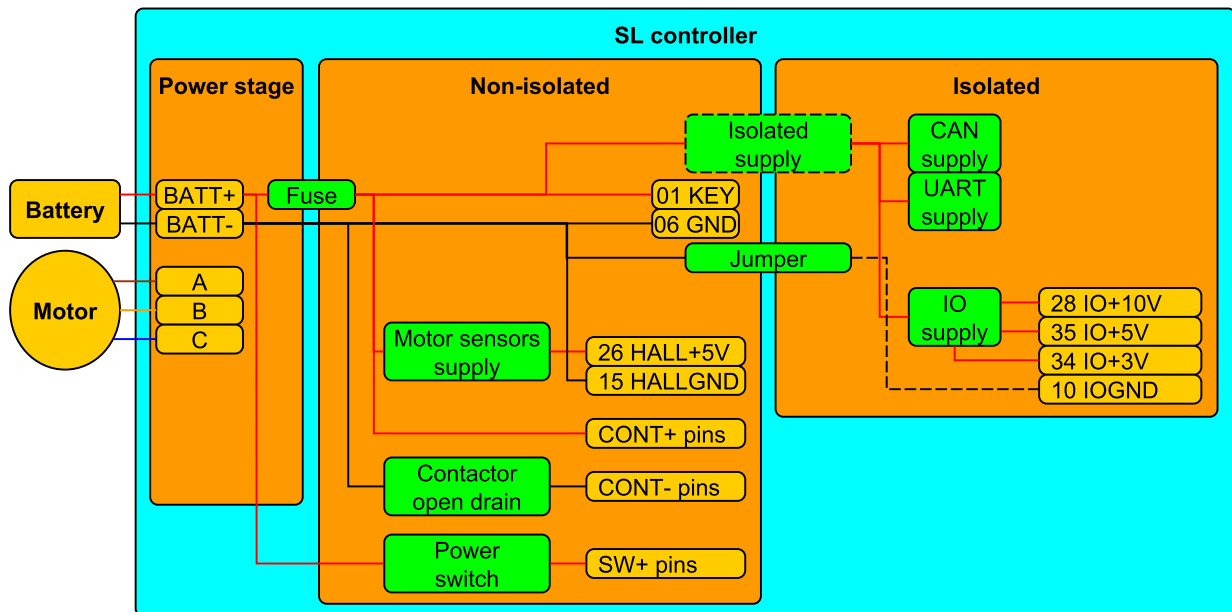 SL controller
Power stage
Non-isolated
Isolated
Isolated
supply
CAN
supply
UART
supply
Battery
BATT+
BATT-
Fuse
01 KEY
06 GND
Jumper
Motor
A
B
C
Motor sensors
supply
26 HALL+5V
15 HALLGND
IO
supply
28 IO+10V
35 IO+5V
34 IO+3V
10 IOGND
CONT+ pins
Contactor
open drain
CONT- pins
Power
switch
SW+ pins